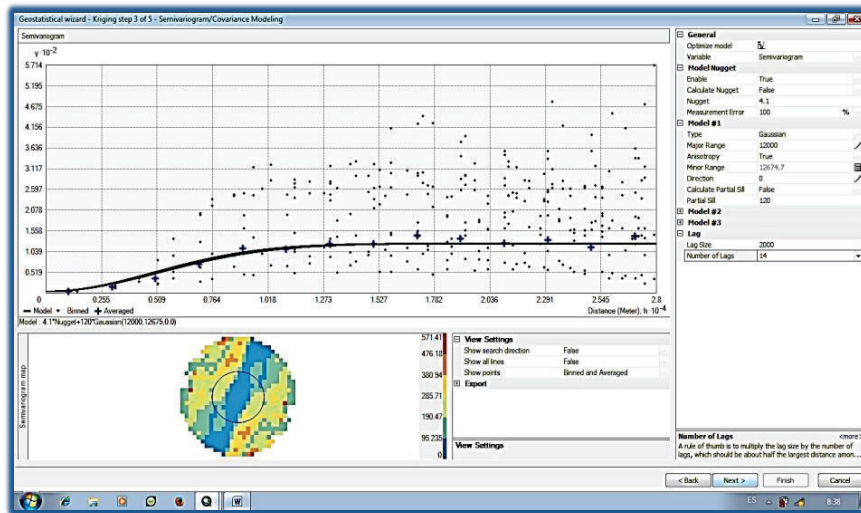 Geostatistical wizard - Kriging step 3 of 5 - Semivariogram/Covariance Modeling
Semivariogram
γ ·10⁻²
5.714
5.195
4.675
4.156
3.636
3.117
2.597
2.078
1.558
1.039
0.519
0 0.255 0.509 0.764 1.018 1.273 1.527 1.782 2.036 2.291 2.545 2.8
Distance (Meter), h ·10⁻⁴
Model Binned Averaged
Model : 4.1*Nugget+120*Gaussian(12000,12675,0.0)
Semivariogram map
571.41
476.18
380.94
285.71
190.47
95.235
0
View Settings
Show search direction False
Show all lines False
Show points Binned and Averaged
Export
View Settings
General
Optimize model
Variable Semivariogram
Model Nugget
Enable True
Calculate Nugget False
Nugget 4.1
Measurement Error 100 %
Model #1
Type Gaussian
Major Range 12000
Anisotropy True
Minor Range 12674.7
Direction 0
Calculate Partial Sill False
Partial Sill 120
Model #2
Model #3
Lag
Lag Size 2000
Number of Lags 14
Number of Lags <more>
A rule of thumb is to multiply the lag size by the number of
lags, which should be about half the largest distance amon...
< Back Next > Finish Cancel
ES 8:38